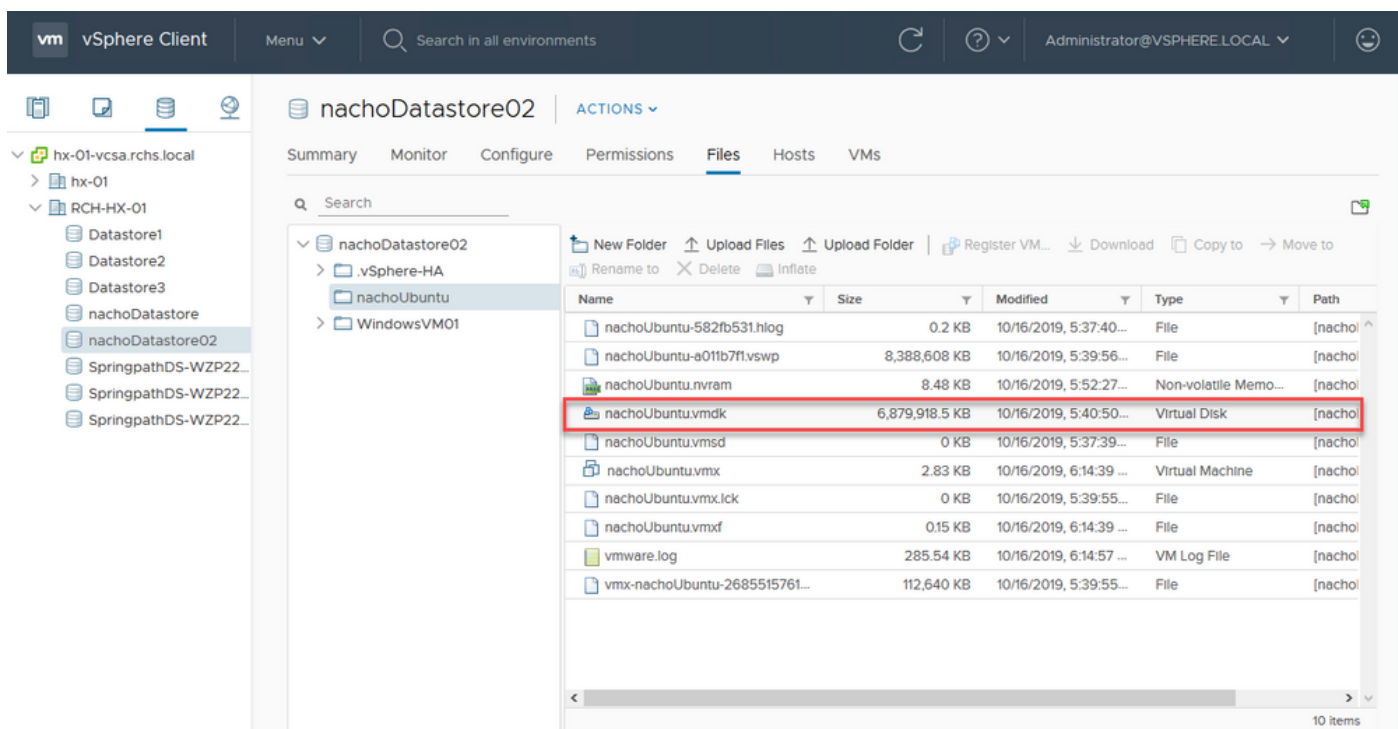 vm vSphere Client Menu Search in all environments Administrator@VSPHERE.LOCAL
nachoDatastore02 ACTIONS
hx-01-vcsa.rchs.local
hx-01
RCH-HX-01
Datastore1
Datastore2
Datastore3
nachoDatastore
nachoDatastore02
SpringpathDS-WZP22...
SpringpathDS-WZP22...
SpringpathDS-WZP22...
Summary Monitor Configure Permissions Files Hosts VMs
Search
nachoDatastore02
.vSphere-HA
nachoUbuntu
WindowsVM01
New Folder Upload Files Upload Folder Register VM... Download Copy to Move to
Rename to Delete Inflate
Name Size Modified Type Path
nachoUbuntu-582fb531.hlog 0.2 KB 10/16/2019, 5:37:40... File [nachol
nachoUbuntu-a011b7f1.vswp 8,388,608 KB 10/16/2019, 5:39:56... File [nachol
nachoUbuntu.nvram 8.48 KB 10/16/2019, 5:52:27... Non-volatile Memo... [nachol
nachoUbuntu.vmdk 6,879,918.5 KB 10/16/2019, 5:40:50... Virtual Disk [nachol
nachoUbuntu.vmsd 0 KB 10/16/2019, 5:37:39... File [nachol
nachoUbuntu.vmx 2.83 KB 10/16/2019, 6:14:39 ... Virtual Machine [nachol
nachoUbuntu.vmx.lck 0 KB 10/16/2019, 5:39:55... File [nachol
nachoUbuntu.vmxf 0.15 KB 10/16/2019, 6:14:39 ... File [nachol
vmware.log 285.54 KB 10/16/2019, 6:14:57 ... VM Log File [nachol
vmx-nachoUbuntu-2685515761... 112,640 KB 10/16/2019, 5:39:55... File [nachol
10 items